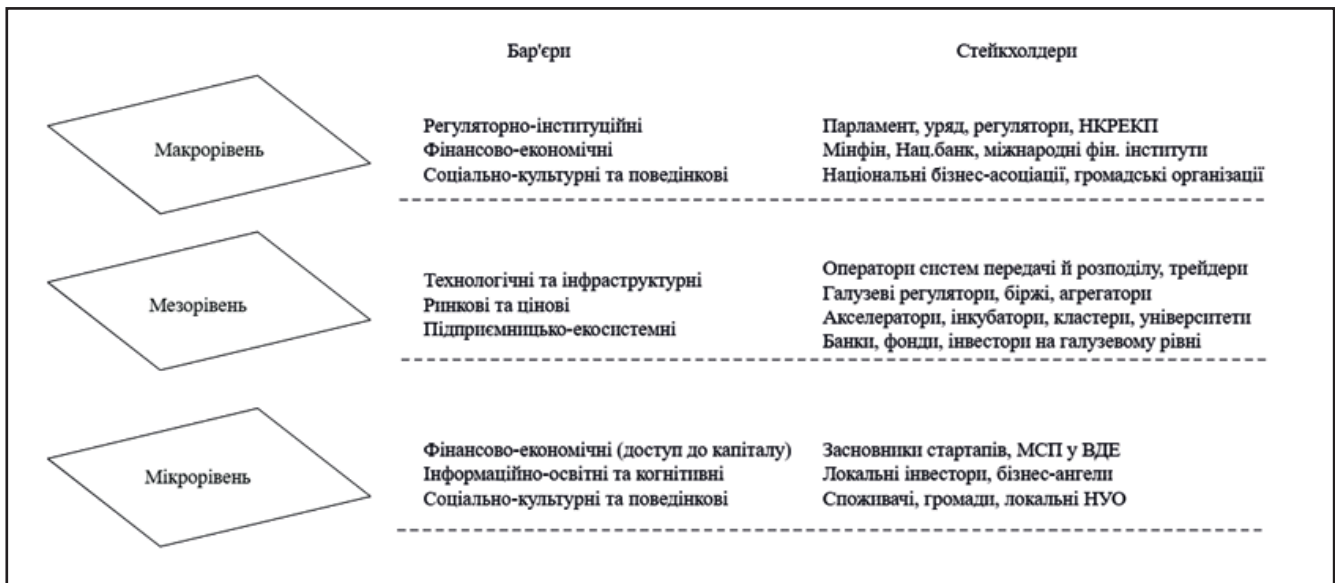 Бар'єри
Стейкхолдери
Макрорівень
Регуляторно-інституційні
Фінансово-економічні
Соціально-культурні та поведінкові
Парламент, уряд, регулятори, НКРЕКП
Мінфін, Нац.банк, міжнародні фін. інститути
Національні бізнес-асоціації, громадські організації
Мезорівень
Технологічні та інфраструктурні
Ринкові та цінові
Підприємницько-екосистемні
Оператори систем передачі й розподілу, трейдери
Галузеві регулятори, біржі, агрегатори
Акселератори, інкубатори, кластери, університети
Банки, фонди, інвестори на галузевому рівні
Мікрорівень
Фінансово-економічні (доступ до капіталу)
Інформаційно-освітні та когнітивні
Соціально-культурні та поведінкові
Засновники стартапів, МСП у ВДЕ
Локальні інвестори, бізнес-ангели
Споживачі, громади, локальні НУО